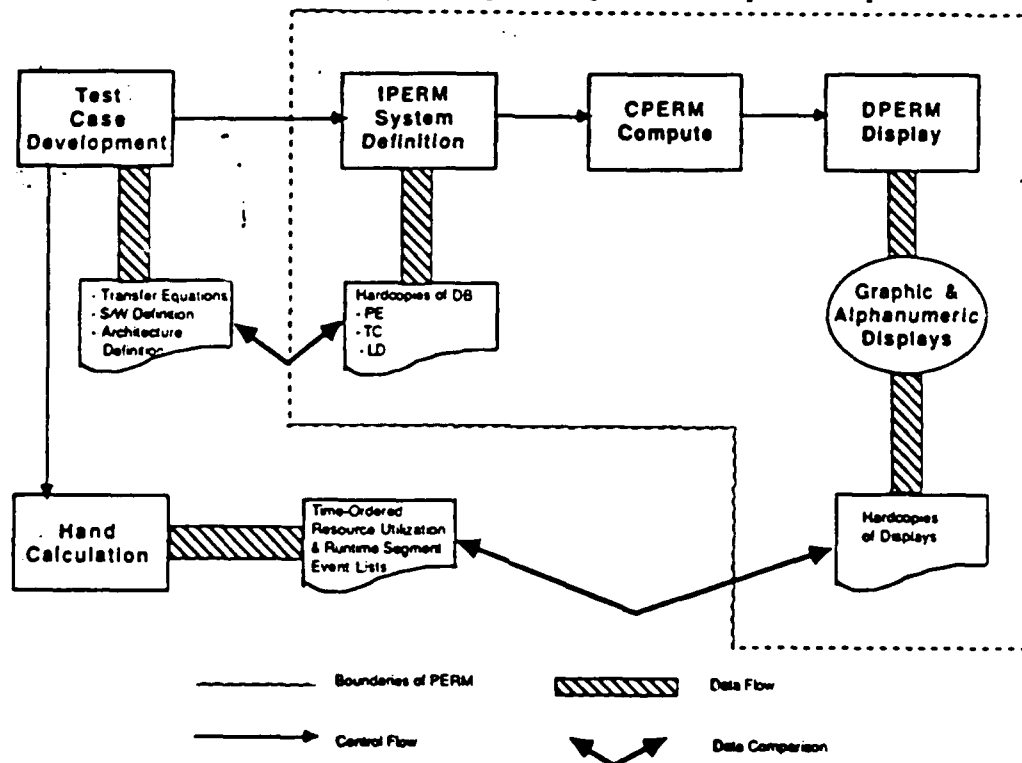 Test
Case
Development
IPERM
System
Definition
CPERM
Compute
DPERM
Display
- Transfer Equations
- S/W Definition
- Architecture
Definition
Hardcopies of DB
- PE
- TC
- LD
Graphic &
Alphanumeric
Displays
Hand
Calculation
Time-Ordered
Resource Utilization
& Runtime Segment
Event Lists
Hardcopies
of Displays
Boundaries of PERM
Data Flow
Control Flow
Data Comparison